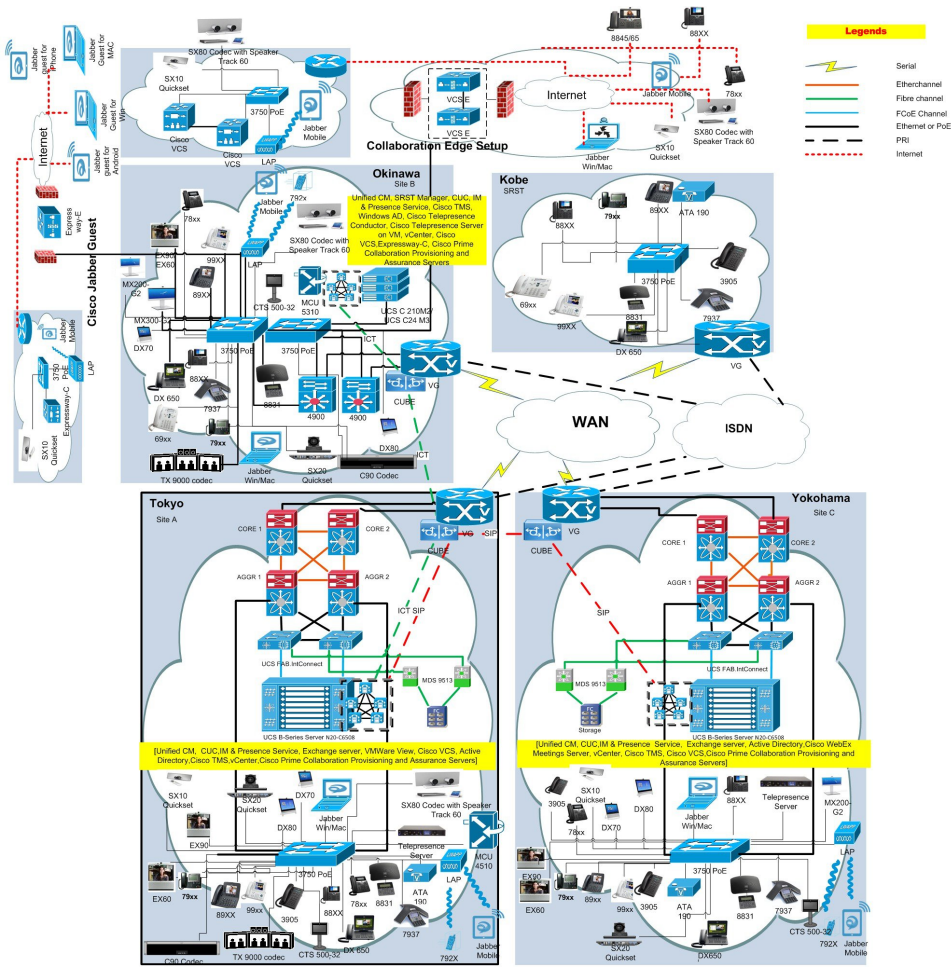 Jabber
guest for
iPhone
Jabber
Guest for
MAC
Jabber
Guest for
Win
Jabber
guest for
Android
Internet
Express
way-E
Cisco Jabber Guest
Jabber
Mobile
3750
PoE
LAP
Expressway-C
SX10
Quickset
SX80 Codec with Speaker
Track 60
SX10
Quickset
3750 PoE
Cisco
VCS
Cisco
VCS
LAP
Jabber
Mobile
VCS E
VCS E
Collaboration Edge Setup
Internet
8845/65
88XX
Jabber Mobile
78xx
SX80 Codec with
Speaker Track 60
SX10
Quickset
Jabber
Win/Mac
Legends
Serial
Etherchannel
Fibre channel
FCoE Channel
Ethernet or PoE
PRI
Internet
Okinawa
Site B
Unified CM, SRST Manager, CUC, IM
& Presence Service, Cisco TMS,
Windows AD, Cisco Telepresence
Conductor, Cisco Telepresence Server
on VM, vCenter, Cisco
VCS,Expressway-C, Cisco Prime
Collaboration Provisioning and
Assurance Servers
78xx
Jabber
Mobile
792x
SX80 Codec with
Speaker Track 60
EX90
EX60
99XX
LAP
MX200-
G2
89XX
CTS 500-32
MCU
5310
UCS C 210M2/
UCS C24 M3
MX300-G2
DX70
3750 PoE
3750 PoE
ICT
VG
CUBE
DX 650
88XX
7937
8831
4900
4900
69xx
79xx
DX80
ICT
TX 9000 codec
Jabber
Win/Mac
SX20
Quickset
C90 Codec
Kobe
SRST
88XX
79xx
89XX
ATA 190
3750 PoE
3905
69xx
99XX
8831
7937
DX 650
VG
WAN
ISDN
Tokyo
Site A
CORE 1
CORE 2
VG
SIP
CUBE
AGGR 1
AGGR 2
ICT SIP
UCS FAB.IntConnect
MDS 9513
FC
UCS B-Series Server N20-C6508
[Unified CM, CUC,IM & Presence Service, Exchange server, VMWare View, Cisco VCS, Active
Directory,Cisco TMS,vCenter,Cisco Prime Collaboration Provisioning and Assurance Servers]
SX10
Quickset
SX20
Quickset
DX70
DX80
Jabber
Win/Mac
SX80 Codec with Speaker
Track 60
EX90
Telepresence
Server
MCU
4510
3750 PoE
LAP
EX60
79xx
89XX
99xx
3905
88XX
78xx
8831
ATA
190
7937
C90 Codec
TX 9000 codec
CTS 500-32
DX 650
792X
Jabber
Mobile
Yokohama
Site C
VG
CUBE
CORE 1
CORE 2
AGGR 1
AGGR 2
SIP
UCS FAB.IntConnect
MDS 9513
FC
Storage
UCS B-Series Server N20-C6508
[Unified CM, CUC,IM & Presence Service, Exchange server, Active Directory,Cisco WebEx
Meetings Server, vCenter, Cisco TMS, Cisco VCS,Cisco Prime Collaboration Provisioning and
Assurance Servers]
3905
SX10
Quickset
78xx
DX70
DX80
Jabber
Win/Mac
88XX
Telepresence
Server
MX200-
G2
EX90
3750 PoE
LAP
EX60
79xx
89xx
99xx
3905
ATA
190
8831
7937
CTS 500-32
SX20
Quickset
DX650
792X
Jabber
Mobile